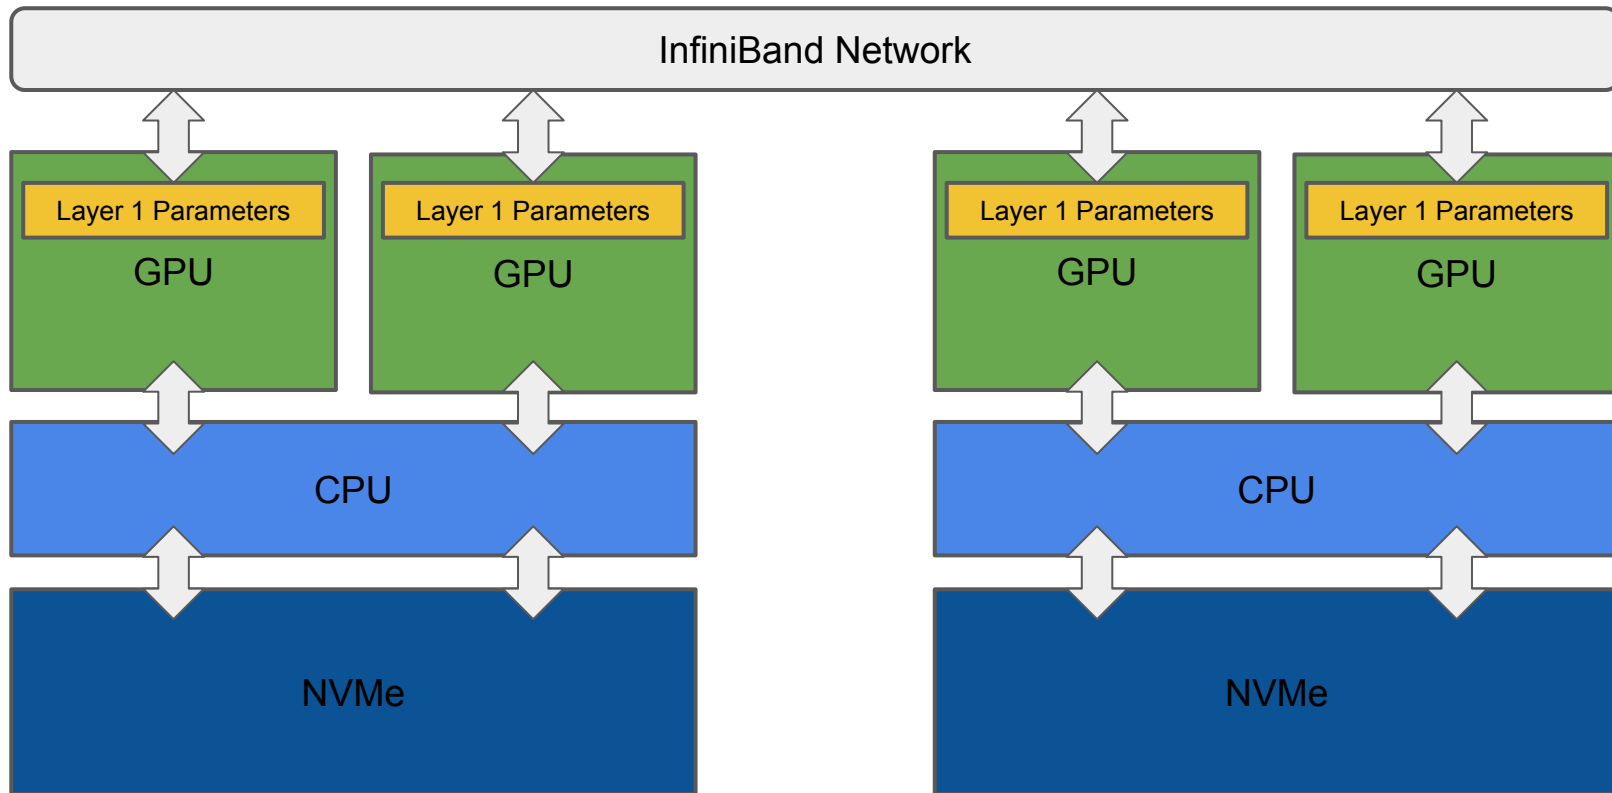 InfiniBand Network
Layer 1 Parameters
Layer 1 Parameters
Layer 1 Parameters
Layer 1 Parameters
GPU
GPU
GPU
GPU
CPU
CPU
NVMe
NVMe